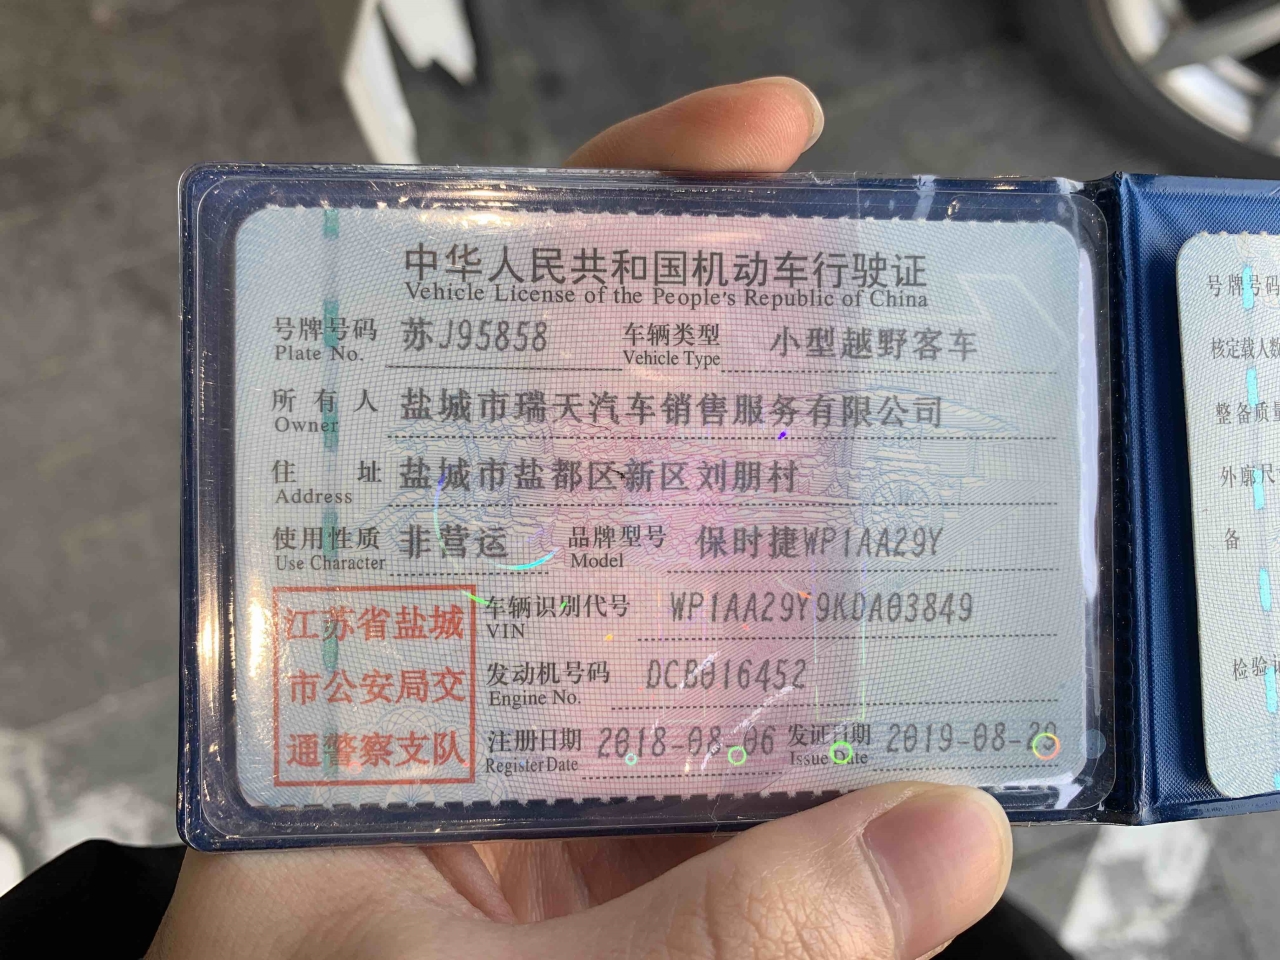 中华人民共和国机动车行驶证
Vehicle License of the People's Republic of China
号牌号码 苏J95858 车辆类型 小型越野客车
Plate No. Vehicle Type
所有人 盐城市瑞天汽车销售服务有限公司
Owner
住址 盐城市盐都区新区刘朋村
Address
使用性质 非营运 品牌型号 保时捷WP1AA29Y
Use Character Model
车辆识别代号 WP1AA29Y9KDA03849
VIN
发动机号码 DCB016452
Engine No.
注册日期 2018-08-06 发证日期 2019-08-
Register Date Issue Date
江苏省盐城
市公安局交
通警察支队
号牌号码
核定载人数
整备质
外廓尺
备
检验